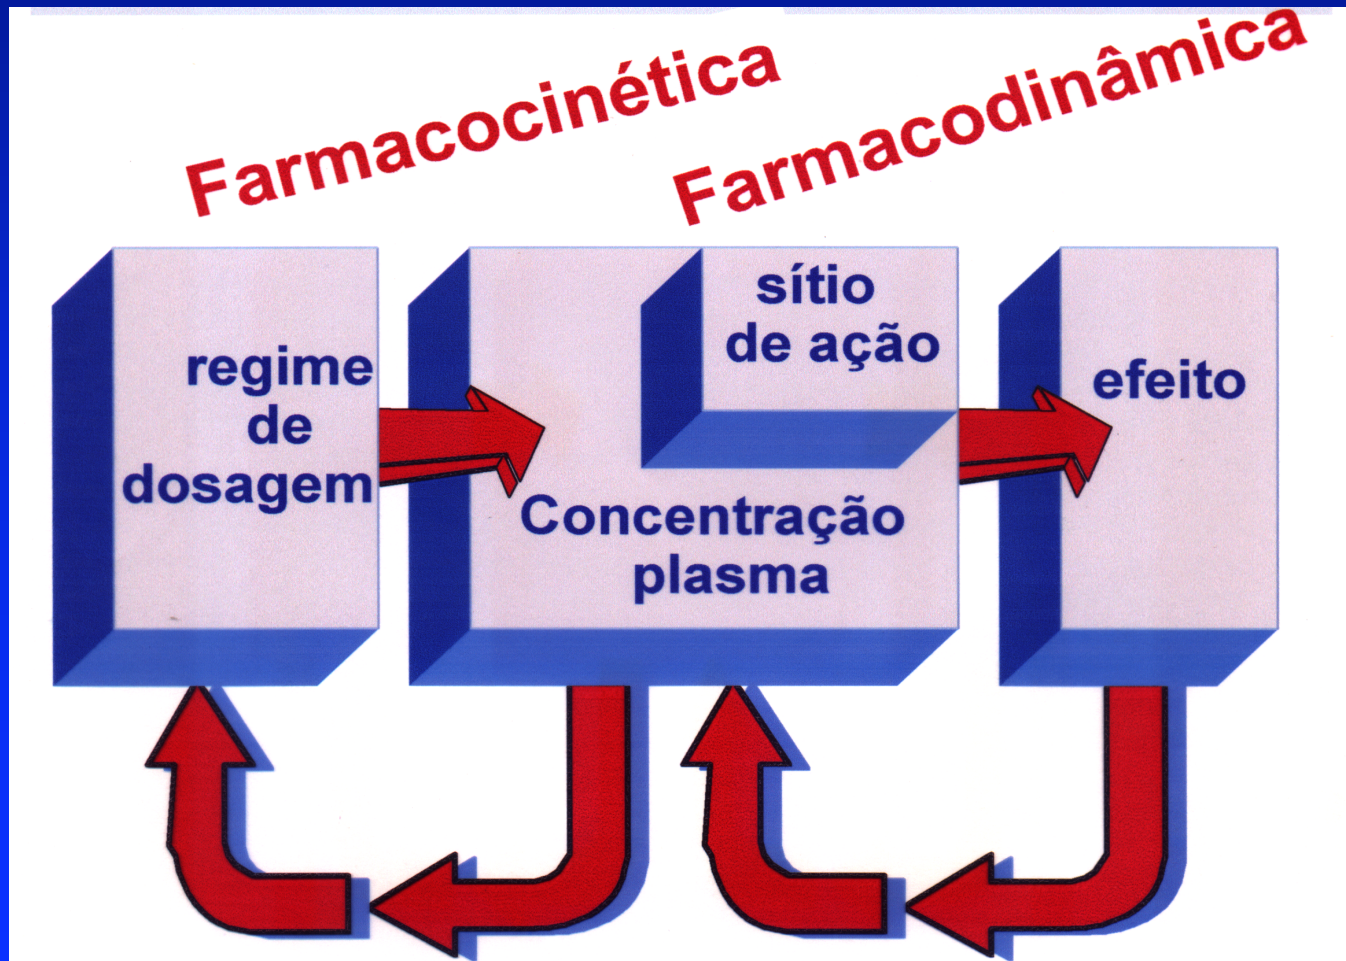 Farmacocinética
Farmacodinâmica
regime
de
dosagem
sítio
de ação
Concentração
plasma
efeito